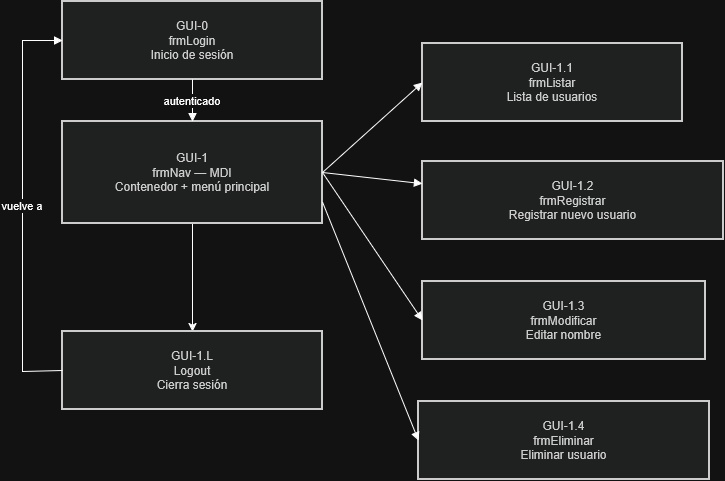 GUI-0
frmLogin
Inicio de sesión
autenticado
GUI-1
frmNav — MDI
Contenedor + menú principal
vuelve a
GUI-1.L
Logout
Cierra sesión
GUI-1.1
frmListar
Lista de usuarios
GUI-1.2
frmRegistrar
Registrar nuevo usuario
GUI-1.3
frmModificar
Editar nombre
GUI-1.4
frmEliminar
Eliminar usuario